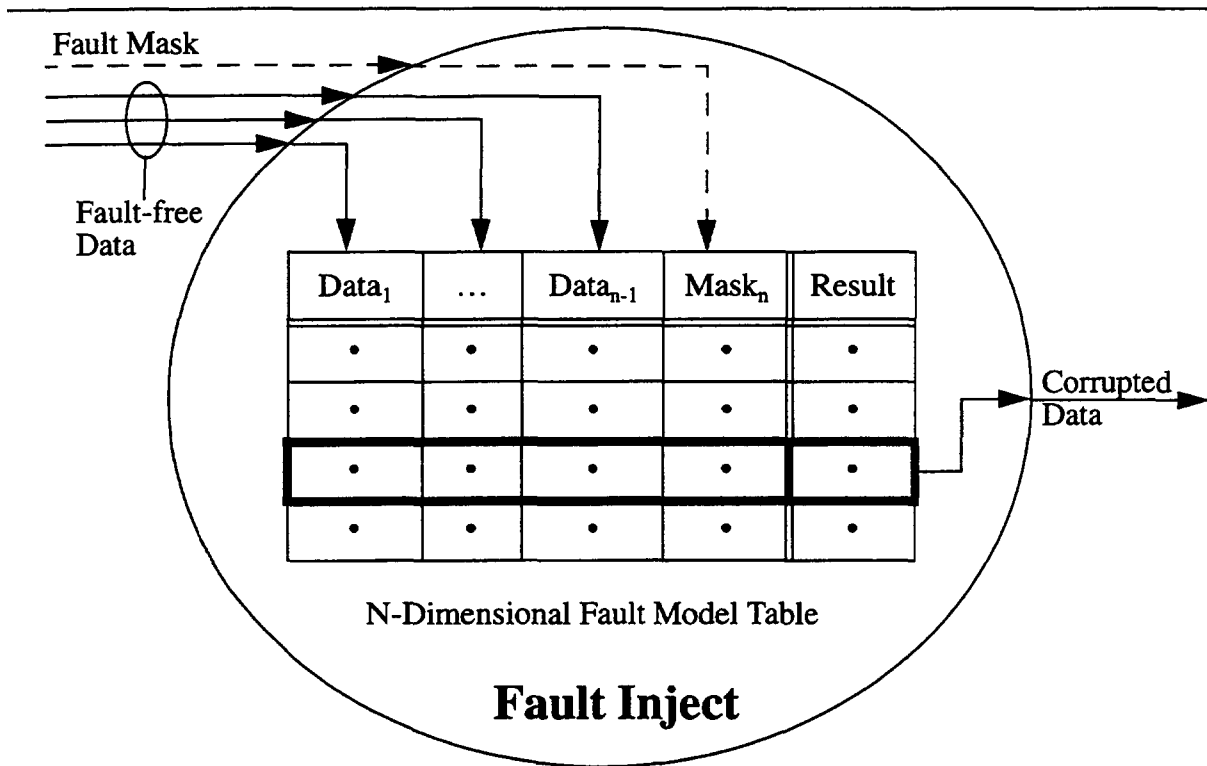 Fault Mask
Fault-free
Data
Data₁ ... Dataₙ₋₁ Maskₙ Result
Corrupted
Data
N-Dimensional Fault Model Table
Fault Inject